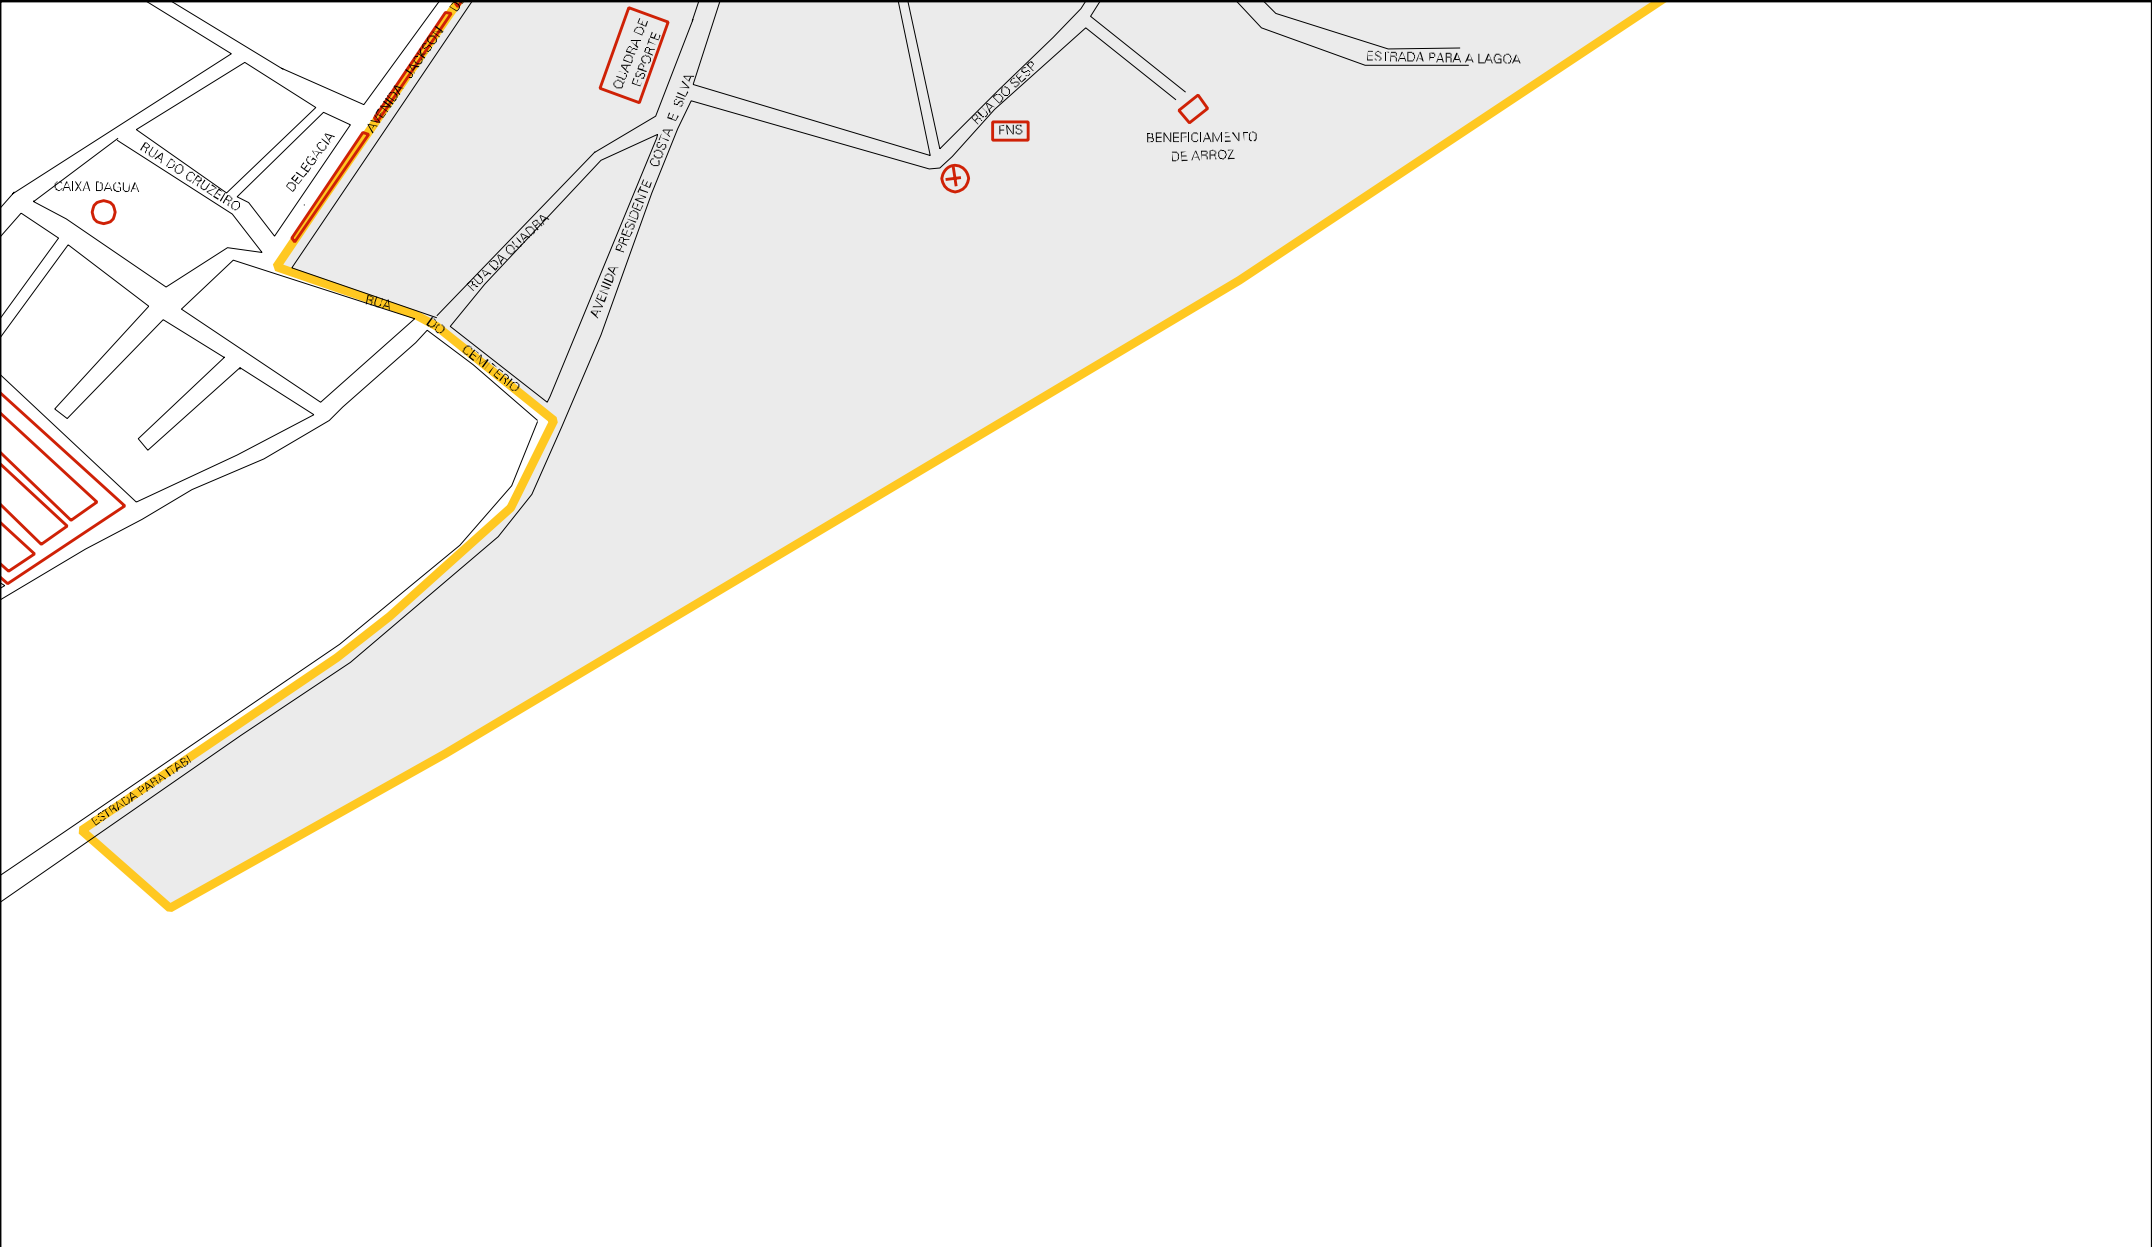 QUADRA DE
ESPORTE
AVENIDA JACKSON
ESTRADA PARA A LAGOA
RUA DO SESP
FNS
BENEFICIAMENTO
DE ARROZ
RUA DO CRUZEIRO
DELEGACIA
CAIXA DAGUA
AVENIDA PRESIDENTE COSTA E SILVA
RUA DA QUADRA
RUA DO CEMITERIO
ESTRADA PARA ITABI